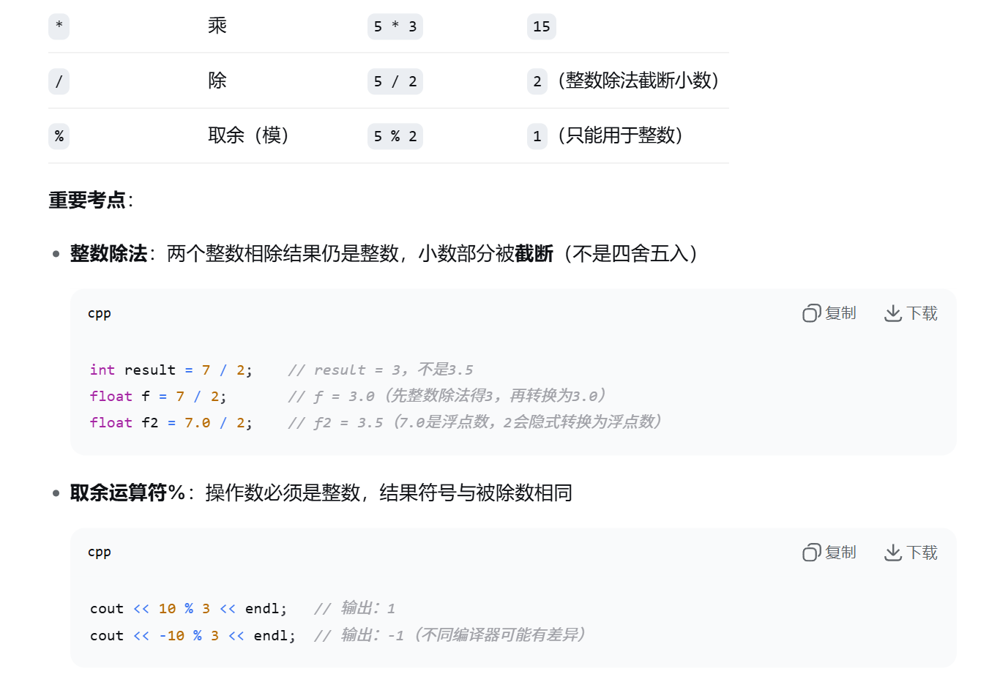 * 乘 5 * 3 15
/ 除 5 / 2 2（整数除法截断小数）
% 取余（模） 5 % 2 1（只能用于整数）
重要考点：
• 整数除法：两个整数相除结果仍是整数，小数部分被截断（不是四舍五入）
cpp 复制 下载
int result = 7 / 2;    // result = 3，不是3.5
float f = 7 / 2;       // f = 3.0（先整数除法得3，再转换为3.0）
float f2 = 7.0 / 2;    // f2 = 3.5（7.0是浮点数，2会隐式转换为浮点数）
• 取余运算符%：操作数必须是整数，结果符号与被除数相同
cpp 复制 下载
cout << 10 % 3 << endl;   // 输出：1
cout << -10 % 3 << endl;  // 输出：-1（不同编译器可能有差异）